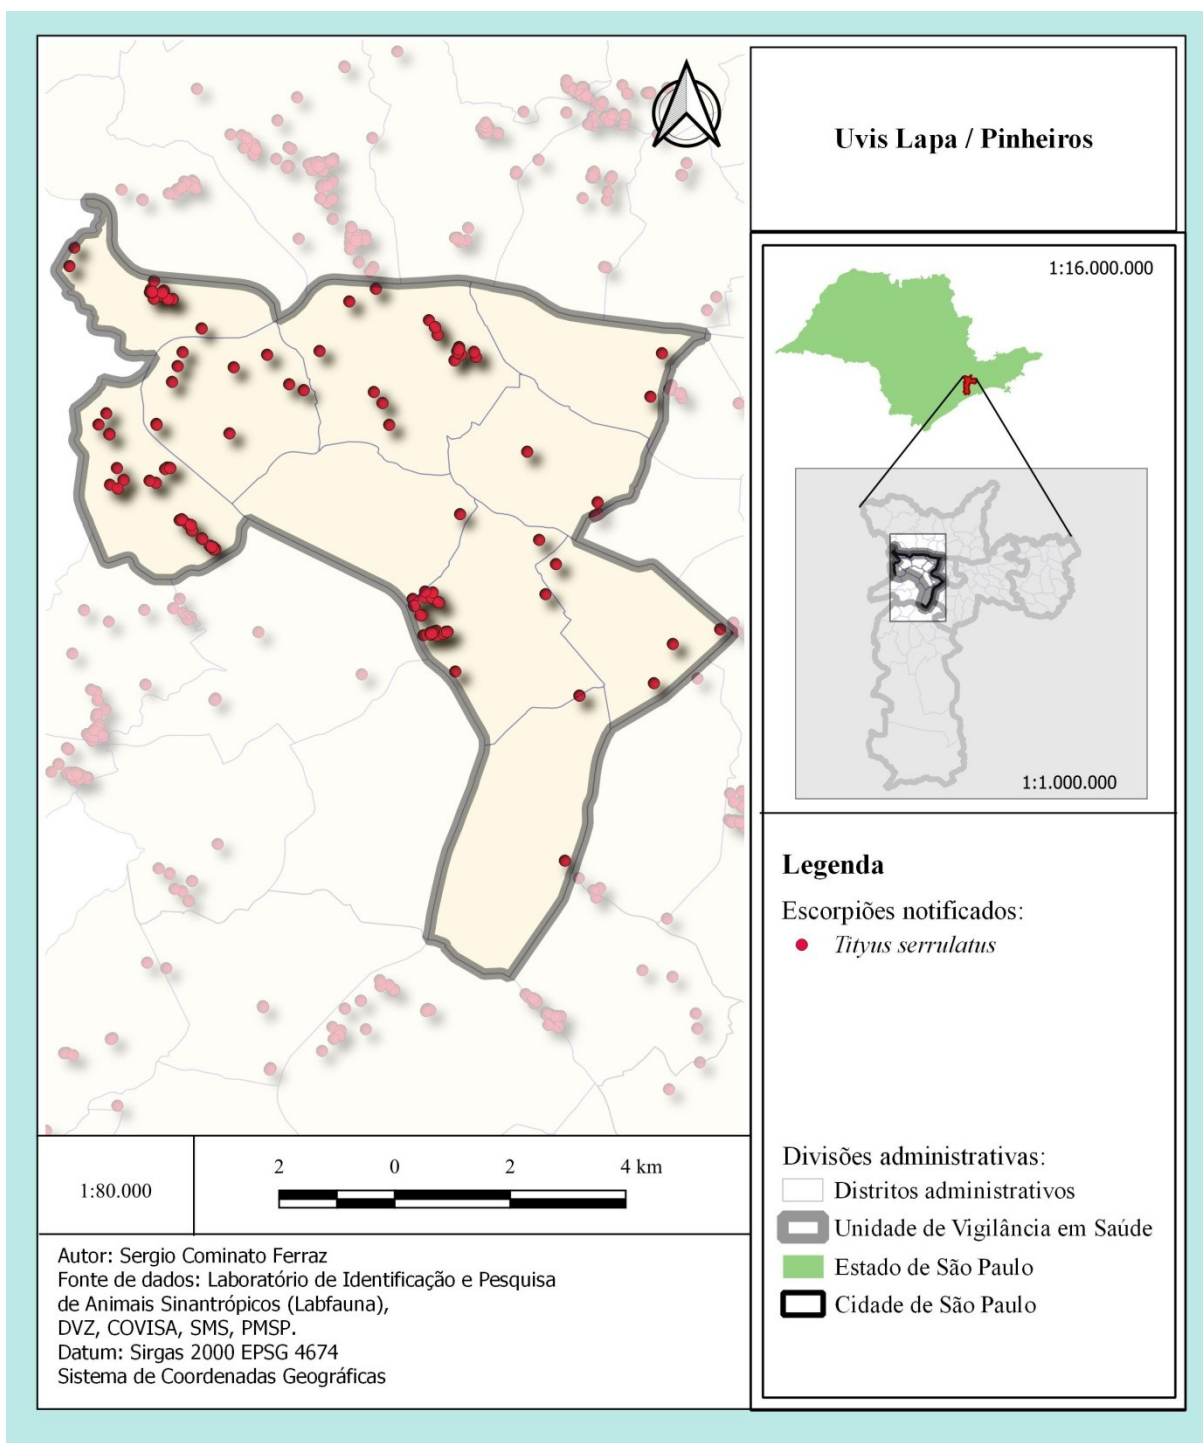 Uvis Lapa / Pinheiros
1:16.000.000
1:1.000.000
Legenda
Escorpiões notificados:
Tityus serrulatus
Divisões administrativas:
Distritos administrativos
Unidade de Vigilância em Saúde
Estado de São Paulo
Cidade de São Paulo
1:80.000
2 0 2 4 km
Autor: Sergio Cominato Ferraz
Fonte de dados: Laboratório de Identificação e Pesquisa
de Animais Sinantrópicos (Labfauna),
DVZ, COVISA, SMS, PMSP.
Datum: Sirgas 2000 EPSG 4674
Sistema de Coordenadas Geográficas